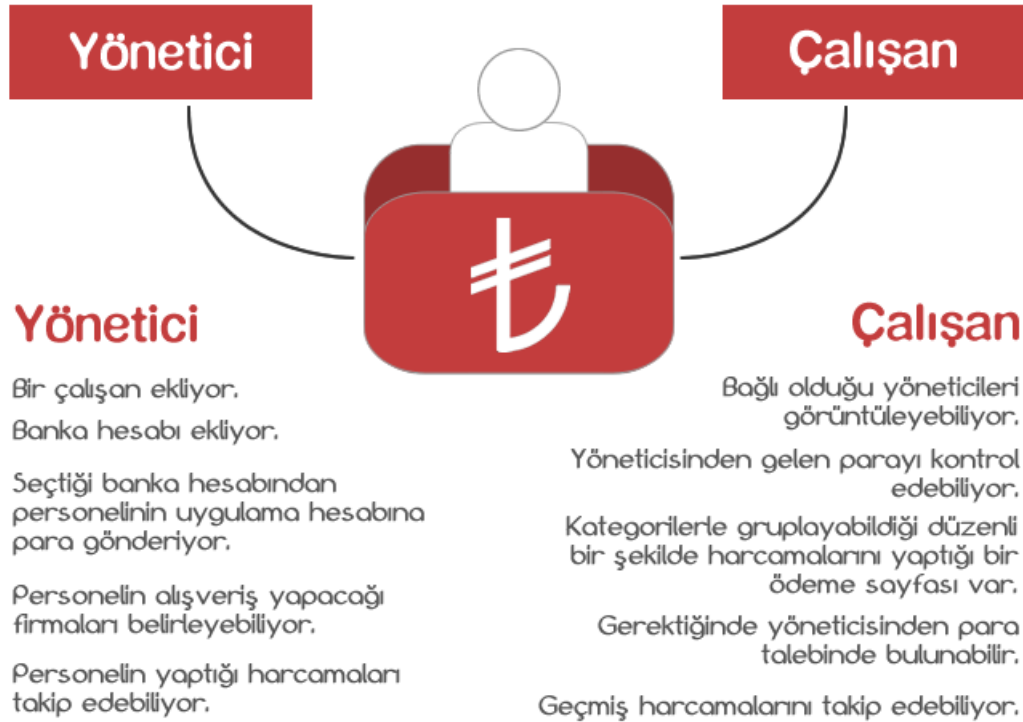 Yönetici
Çalışan
₺
Yönetici
Bir çalışan ekliyor.
Banka hesabı ekliyor.
Seçtiği banka hesabından
personelinin uygulama hesabına
para gönderiyor.
Personelin alışveriş yapacağı
firmaları belirleyebiliyor.
Personelin yaptığı harcamaları
takip edebiliyor.
Çalışan
Bağlı olduğu yöneticileri
görüntüleyebiliyor.
Yöneticisinden gelen parayı kontrol
edebiliyor.
Kategorilerle gruplayabildiği düzenli
bir şekilde harcamalarını yaptığı bir
ödeme sayfası var.
Gerektiğinde yöneticisinden para
talebinde bulunabilir.
Geçmiş harcamalarını takip edebiliyor.